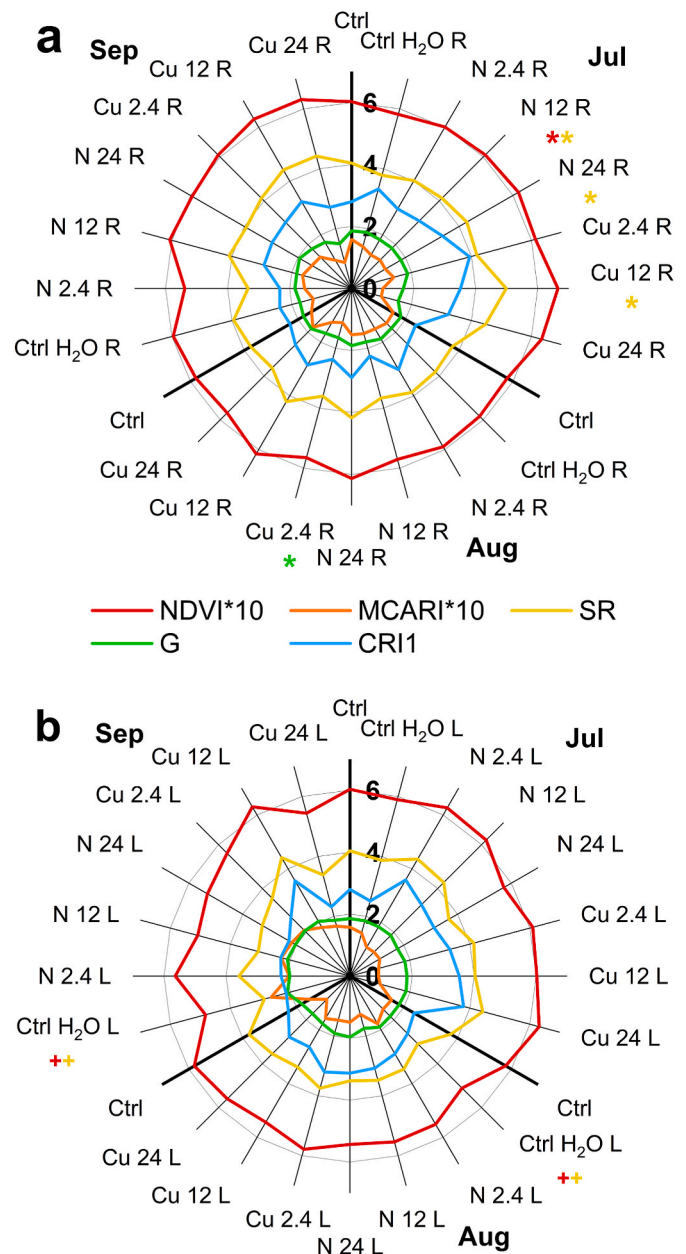 a
Sep
Jul
Ctrl
Ctrl H₂O R
N 2.4 R
N 12 R
**
N 24 R
*
Cu 2.4 R
Cu 12 R
*
Cu 24 R
Ctrl
Ctrl H₂O R
N 2.4 R
Aug
N 12 R
N 24 R
Cu 2.4 R
*
Cu 12 R
Cu 24 R
Ctrl
Ctrl H₂O R
N 2.4 R
N 12 R
N 24 R
Cu 2.4 R
Cu 12 R
Cu 24 R
6
4
2
0
NDVI*10 MCARI*10 SR
G CRI1
b
Sep
Jul
Ctrl
Ctrl H₂O L
N 2.4 L
N 12 L
N 24 L
Cu 2.4 L
Cu 12 L
Cu 24 L
Ctrl
Ctrl H₂O L
++
N 2.4 L
Aug
N 12 L
N 24 L
Cu 2.4 L
Cu 12 L
Cu 24 L
Ctrl
Ctrl H₂O L
++
N 2.4 L
N 12 L
N 24 L
Cu 2.4 L
Cu 12 L
Cu 24 L
6
4
2
0